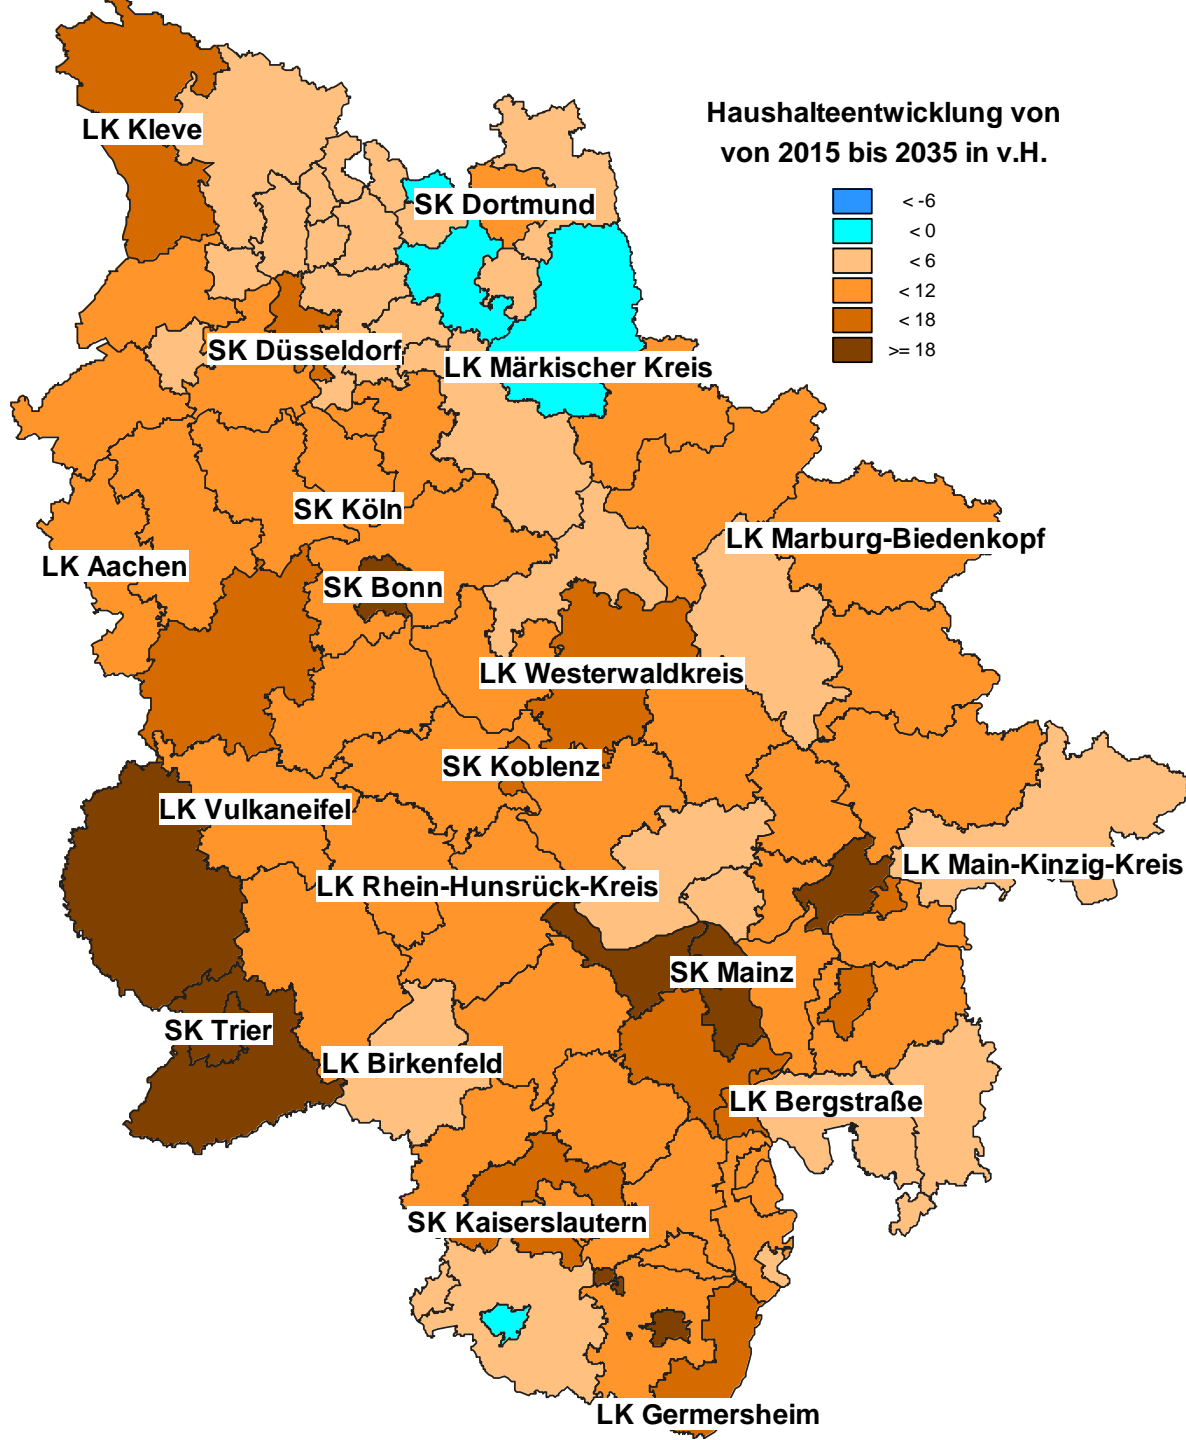 Haushalteentwicklung von
von 2015 bis 2035 in v.H.
< -6
< 0
< 6
< 12
< 18
>= 18
LK Kleve
SK Dortmund
SK Düsseldorf
LK Märkischer Kreis
SK Köln
LK Marburg-Biedenkopf
LK Aachen
SK Bonn
LK Westerwaldkreis
SK Koblenz
LK Vulkaneifel
LK Main-Kinzig-Kreis
LK Rhein-Hunsrück-Kreis
SK Mainz
SK Trier
LK Birkenfeld
LK Bergstraße
SK Kaiserslautern
LK Germersheim